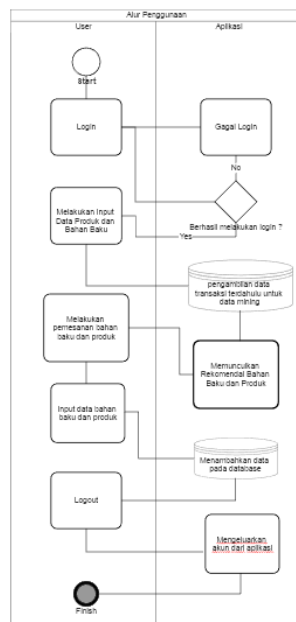 Alur Penggunaan
User
Aplikasi
Start
Login
Gagal Login
No
Berhasil melakukan login ?
Yes
Melakukan Input
Data Produk dan
Bahan Baku
pengambilan data
transaksi terdahulu untuk
data mining
Melakukan
pemesanan bahan
baku dan produk
Memunculkan
Rekomendai Bahan
Baku dan Produk
Input data bahan
baku dan produk
Menambahkan data
pada database
Logout
Mengeluarkan
akun dari aplikasi
Finish